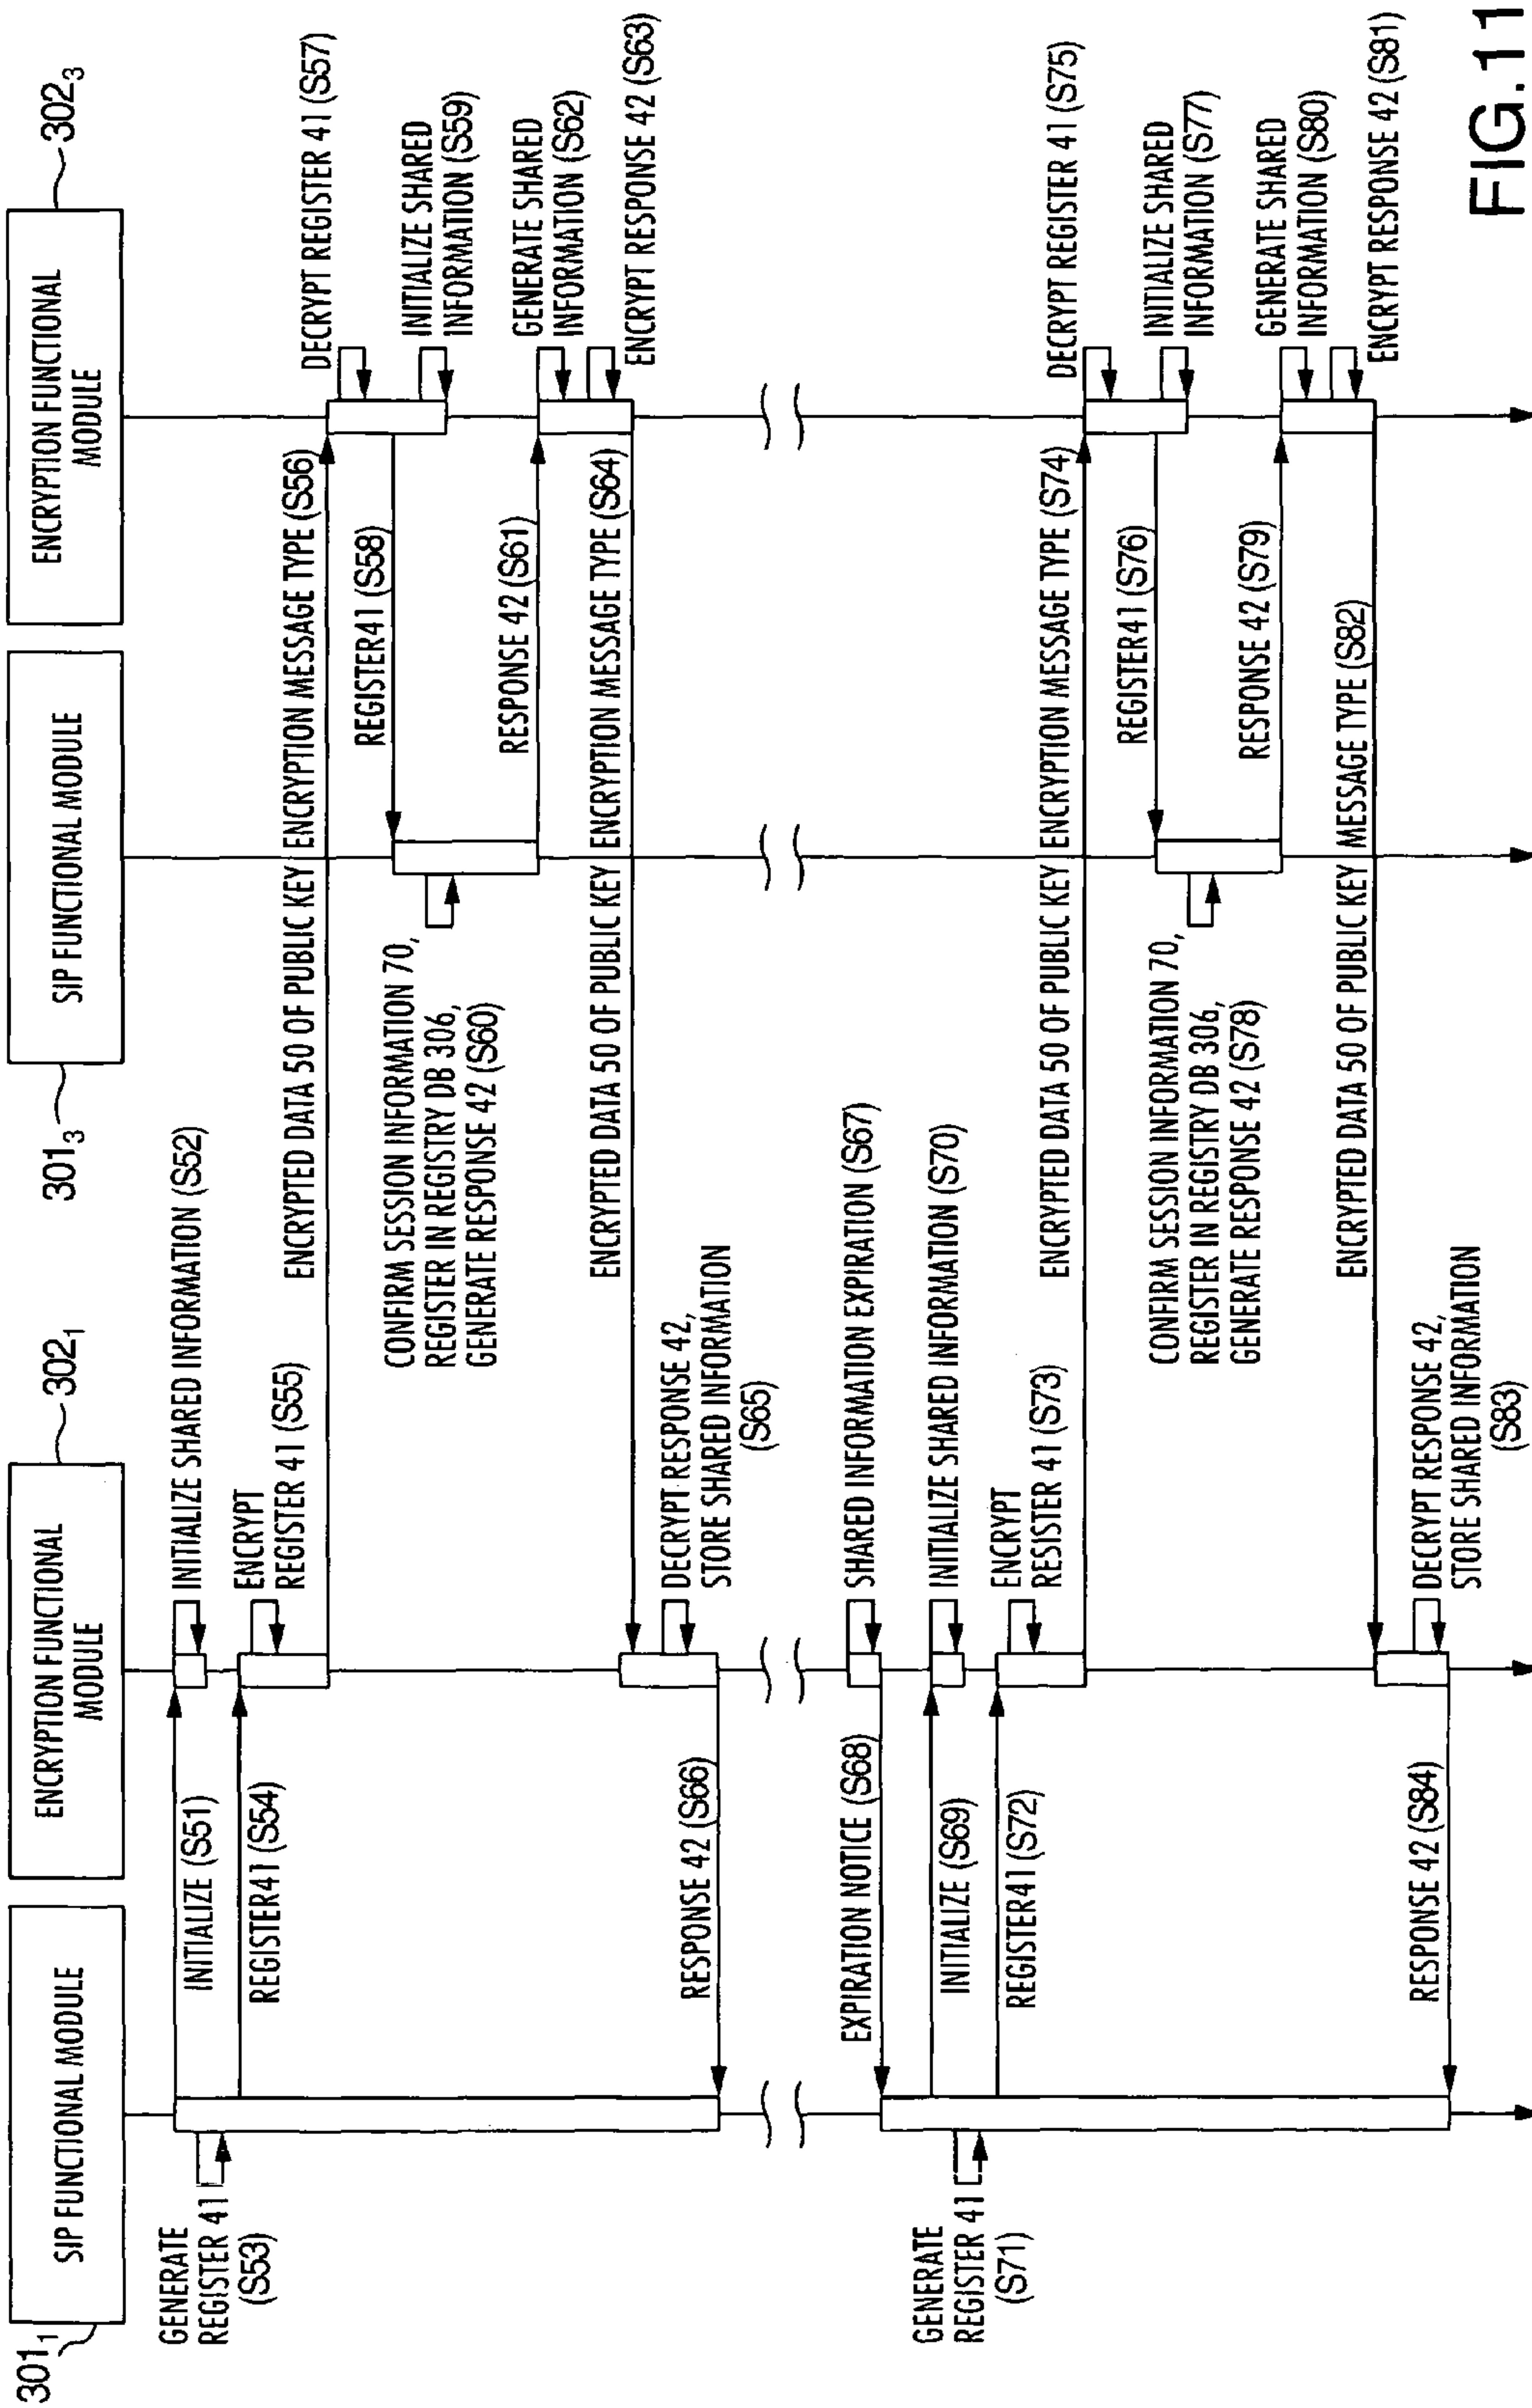 301₁
SIP FUNCTIONAL MODULE
ENCRYPTION FUNCTIONAL
MODULE
302₁
301₃
SIP FUNCTIONAL MODULE
ENCRYPTION FUNCTIONAL
MODULE
302₃
INITIALIZE (S51)
INITIALIZE SHARED INFORMATION (S52)
GENERATE
REGISTER 41
(S53)
REGISTER41 (S54)
ENCRYPT
REGISTER 41 (S55)
ENCRYPTED DATA 50 OF PUBLIC KEY ENCRYPTION MESSAGE TYPE (S56)
DECRYPT REGISTER 41 (S57)
REGISTER41 (S58)
INITIALIZE SHARED
INFORMATION (S59)
CONFIRM SESSION INFORMATION 70,
REGISTER IN REGISTRY DB 306,
GENERATE RESPONSE 42 (S60)
RESPONSE 42 (S61)
GENERATE SHARED
INFORMATION (S62)
ENCRYPT RESPONSE 42 (S63)
ENCRYPTED DATA 50 OF PUBLIC KEY ENCRYPTION MESSAGE TYPE (S64)
DECRYPT RESPONSE 42,
STORE SHARED INFORMATION
(S65)
RESPONSE 42 (S66)
SHARED INFORMATION EXPIRATION (S67)
EXPIRATION NOTICE (S68)
INITIALIZE (S69)
INITIALIZE SHARED INFORMATION (S70)
GENERATE
REGISTER 41
(S71)
REGISTER41 (S72)
ENCRYPT
RESISTER 41 (S73)
ENCRYPTED DATA 50 OF PUBLIC KEY ENCRYPTION MESSAGE TYPE (S74)
DECRYPT REGISTER 41 (S75)
REGISTER41 (S76)
INITIALIZE SHARED
INFORMATION (S77)
CONFIRM SESSION INFORMATION 70,
REGISTER IN REGISTRY DB 306,
GENERATE RESPONSE 42 (S78)
RESPONSE 42 (S79)
GENERATE SHARED
INFORMATION (S80)
ENCRYPT RESPONSE 42 (S81)
ENCRYPTED DATA 50 OF PUBLIC KEY MESSAGE TYPE (S82)
DECRYPT RESPONSE 42,
STORE SHARED INFORMATION
(S83)
RESPONSE 42 (S84)
FIG.11